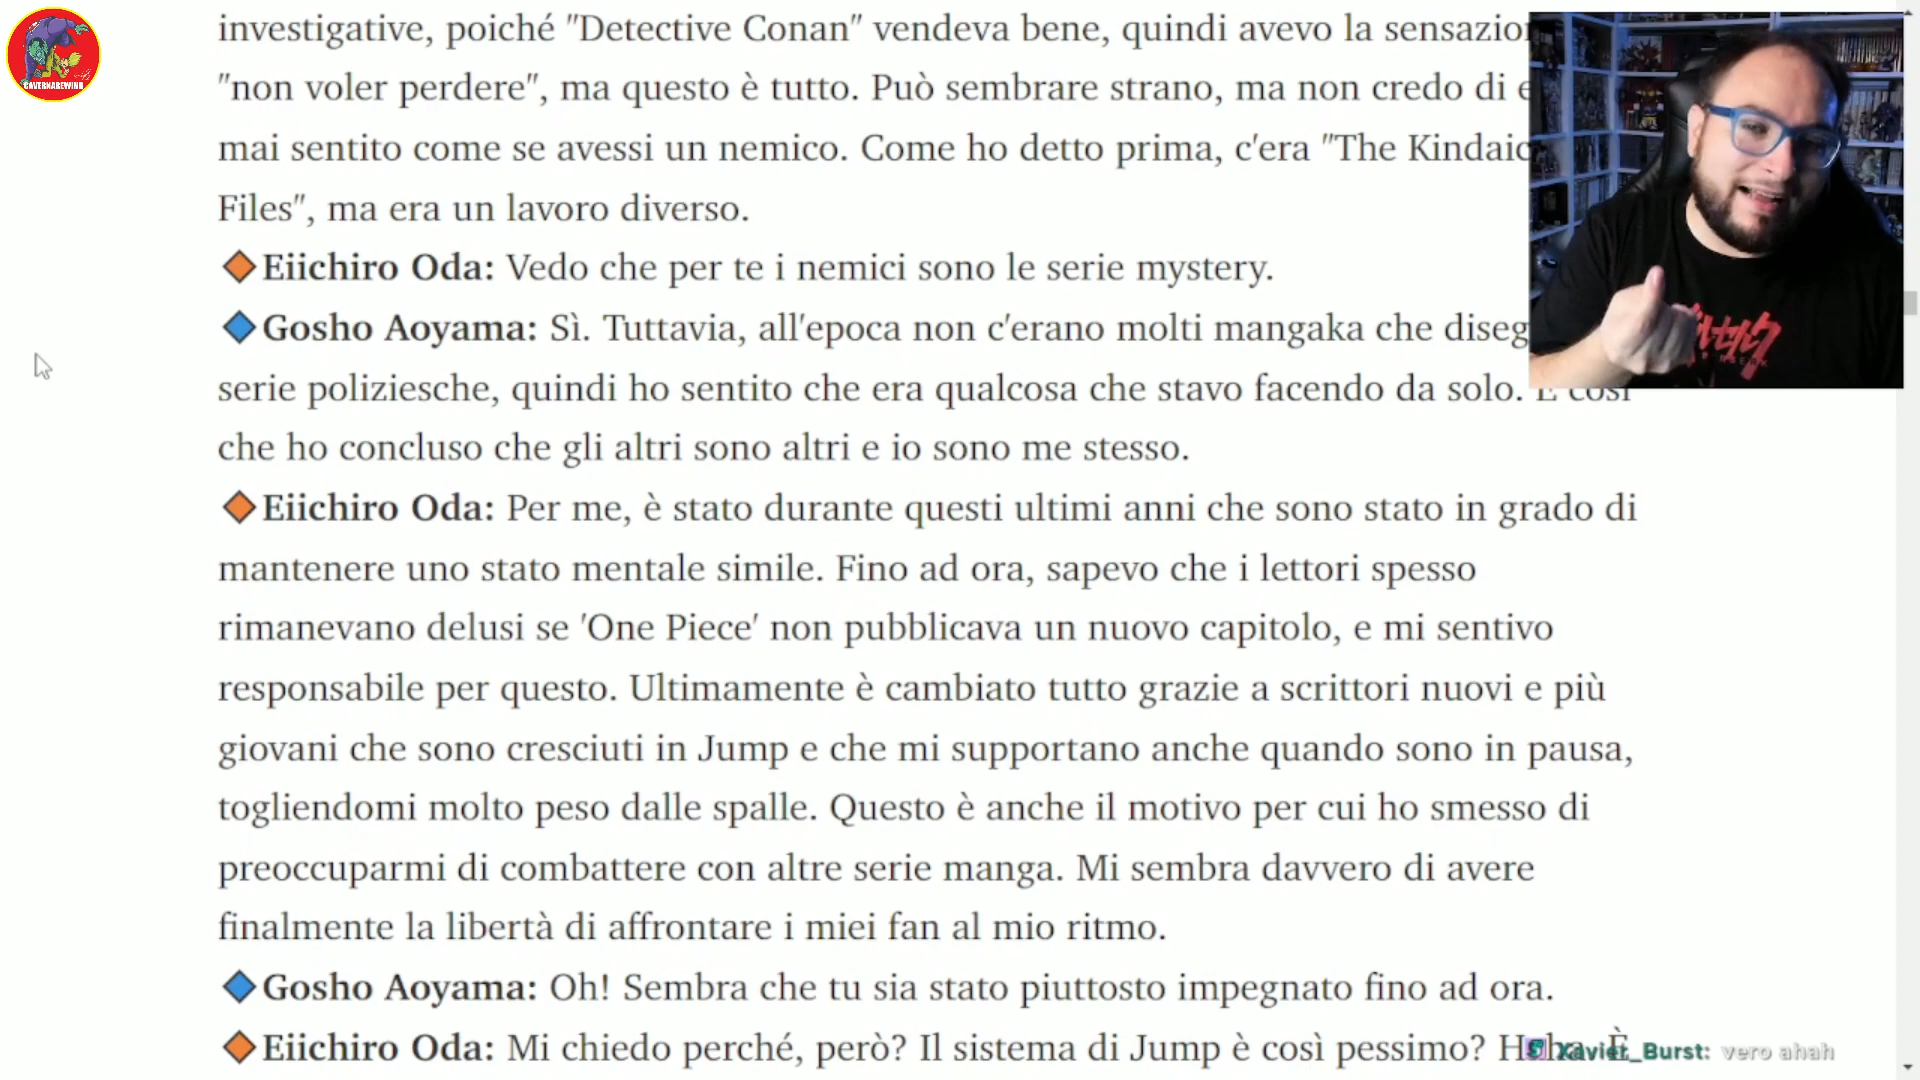 CAVERNAREWIND
investigative, poiché "Detective Conan" vendeva bene, quindi avevo la
"non voler perdere", ma questo è tutto. Può sembrare strano, ma non credo di
mai sentito come se avessi un nemico. Come ho detto prima, c'era "The
Files", ma era un lavoro diverso.
Eiichiro Oda: Vedo che per te i nemici sono le serie mystery.
Gosho Aoyama: Sì. Tuttavia, all'epoca non c'erano molti mangaka che
serie poliziesche, quindi ho sentito che era qualcosa che stavo facendo da solo. È così
che ho concluso che gli altri sono altri e io sono me stesso.
Eiichiro Oda: Per me, è stato durante questi ultimi anni che sono stato in grado di
mantenere uno stato mentale simile. Fino ad ora, sapevo che i lettori spesso
rimanevano delusi se 'One Piece' non pubblicava un nuovo capitolo, e mi sentivo
responsabile per questo. Ultimamente è cambiato tutto grazie a scrittori nuovi e più
giovani che sono cresciuti in Jump e che mi supportano anche quando sono in pausa,
togliendomi molto peso dalle spalle. Questo è anche il motivo per cui ho smesso di
preoccuparmi di combattere con altre serie manga. Mi sembra davvero di avere
finalmente la libertà di affrontare i miei fan al mio ritmo.
Gosho Aoyama: Oh! Sembra che tu sia stato piuttosto impegnato fino ad ora.
Eiichiro Oda: Mi chiedo perché, però? Il sistema di Jump è così pessimo? È
Xavier_Burst: vero ahah